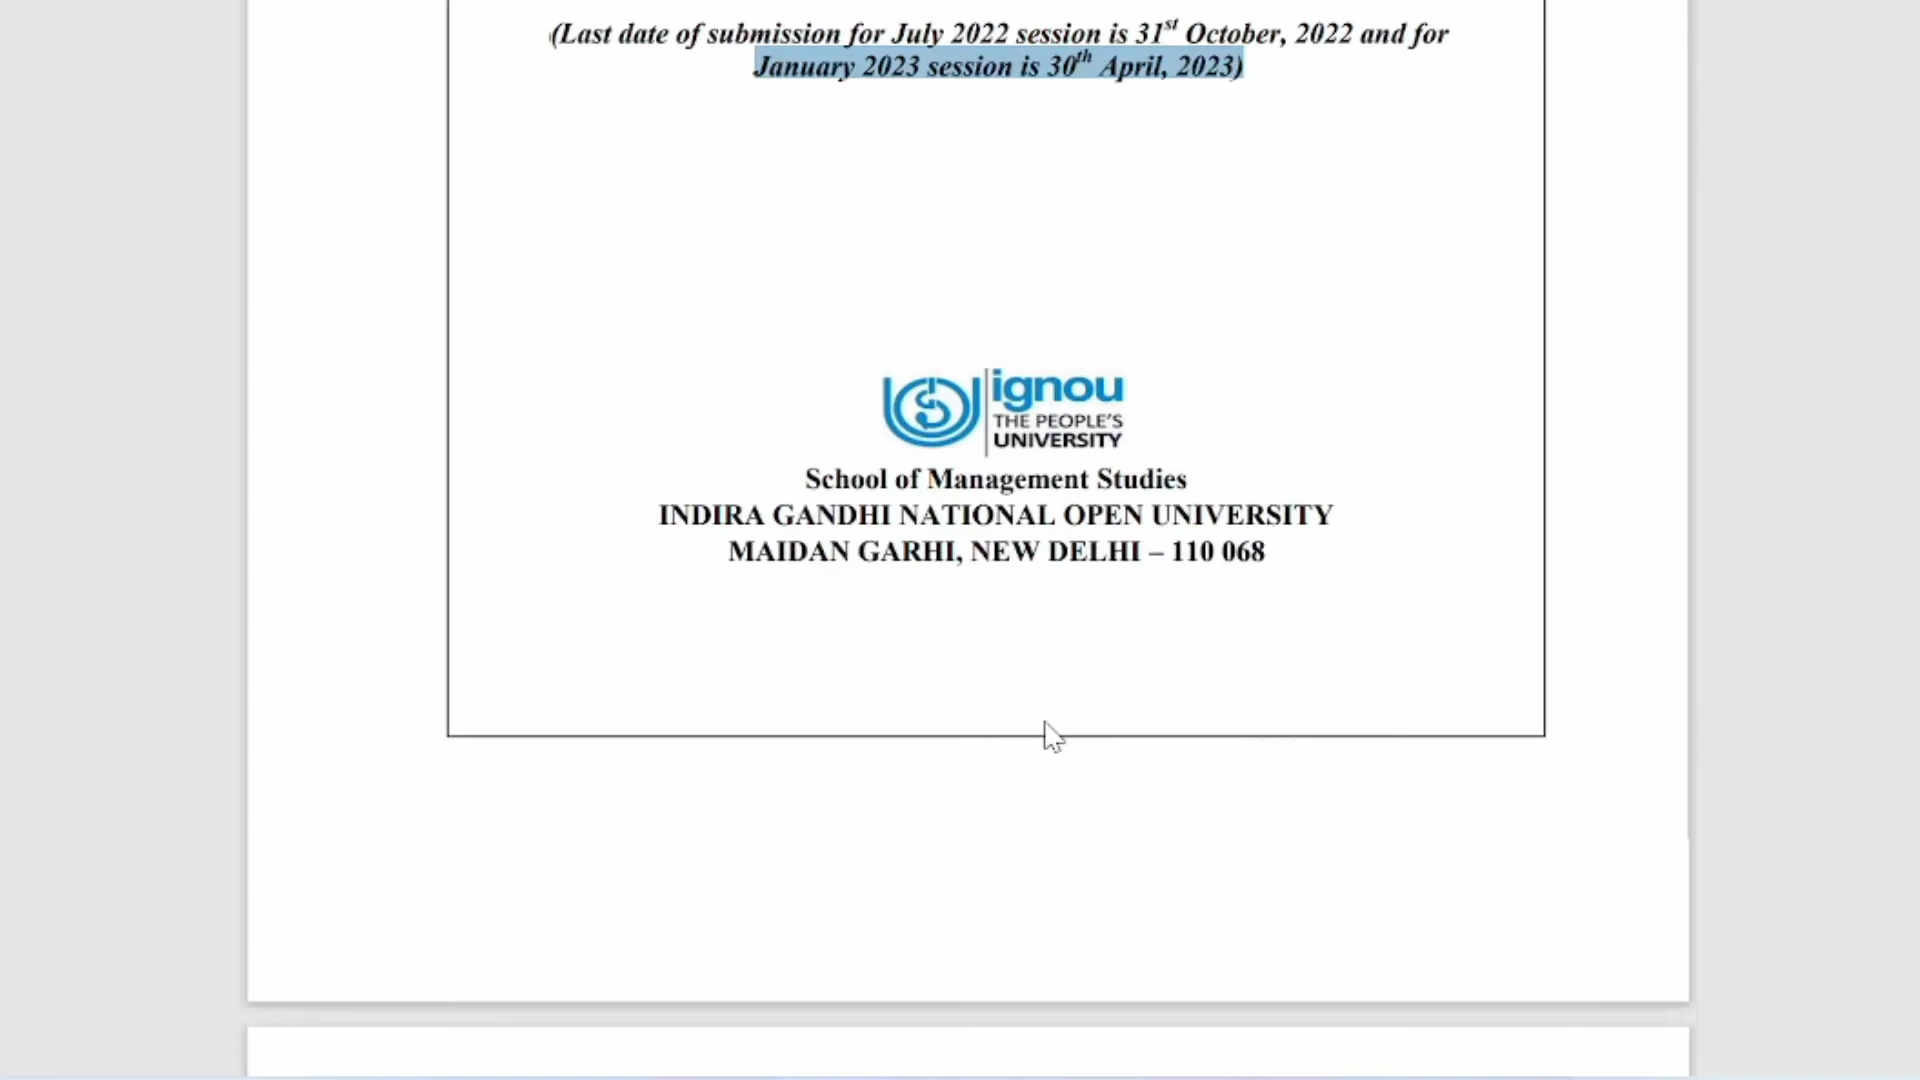 (Last date of submission for July 2022 session is 31st October, 2022 and for
January 2023 session is 30th April, 2023)
ignou
THE PEOPLE'S
UNIVERSITY
School of Management Studies
INDIRA GANDHI NATIONAL OPEN UNIVERSITY
MAIDAN GARHI, NEW DELHI – 110 068